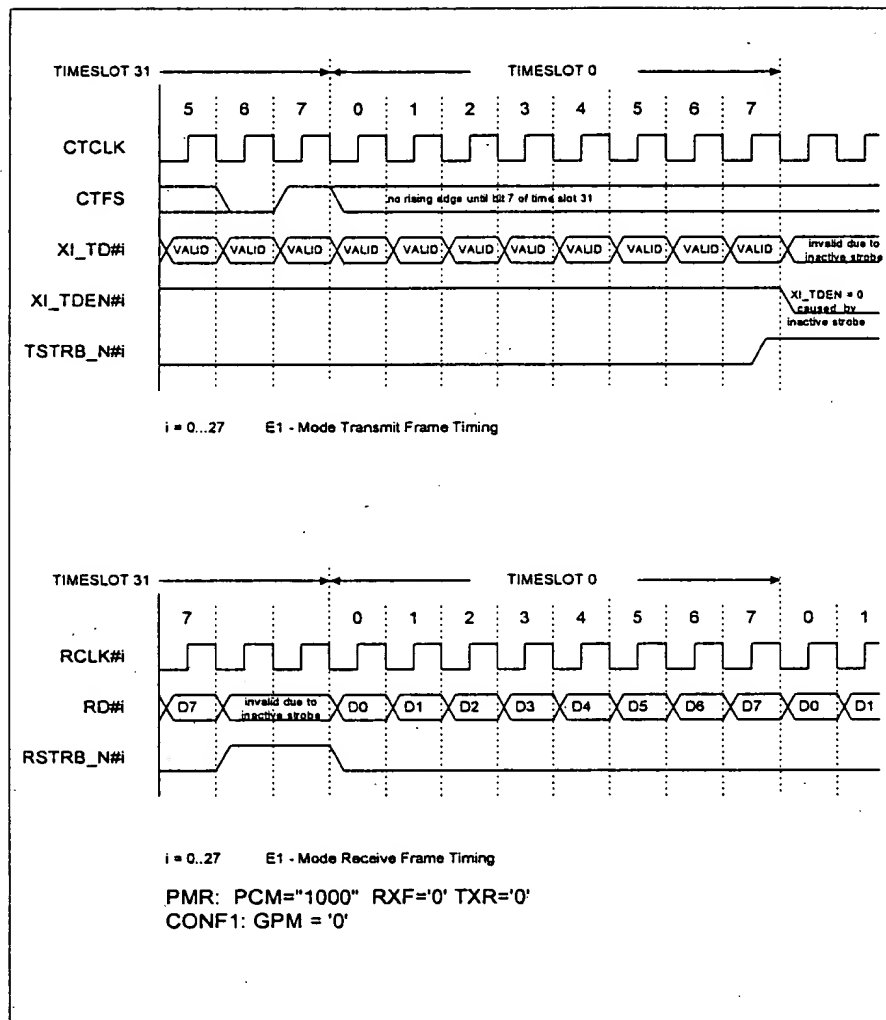 TIMESLOT 31 TIMESLOT 0
5 6 7 0 1 2 3 4 5 6 7
CTCLK
CTFS no rising edge until bit 7 of time slot 31
XI_TD#i VALID VALID VALID VALID VALID VALID VALID VALID VALID VALID VALID invalid due to
inactive strobe
XI_TDEN#i XI_TDEN = 0
caused by
inactive strobe
TSTRB_N#i
i = 0...27 E1 - Mode Transmit Frame Timing
TIMESLOT 31 TIMESLOT 0
7 0 1 2 3 4 5 6 7 0 1
RCLK#i
RD#i D7 invalid due to D0 D1 D2 D3 D4 D5 D6 D7 D0 D1
inactive strobe
RSTRB_N#i
i = 0..27 E1 - Mode Receive Frame Timing
PMR: PCM="1000" RXF='0' TXR='0'
CONF1: GPM = '0'